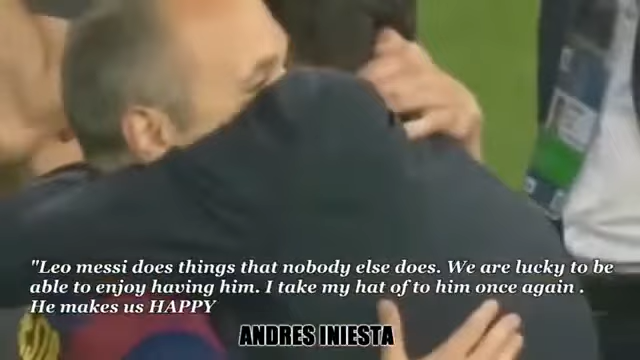 "Leo messi does things that nobody else does. We are lucky to be
able to enjoy having him. I take my hat of to him once again .
He makes us HAPPY
ANDRES INIESTA